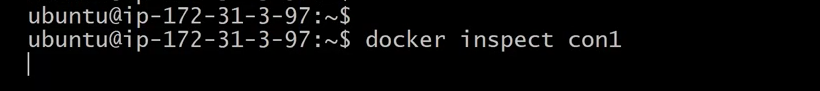 ubuntu@ip-172-31-3-97:~$
ubuntu@ip-172-31-3-97:~$ docker inspect con1